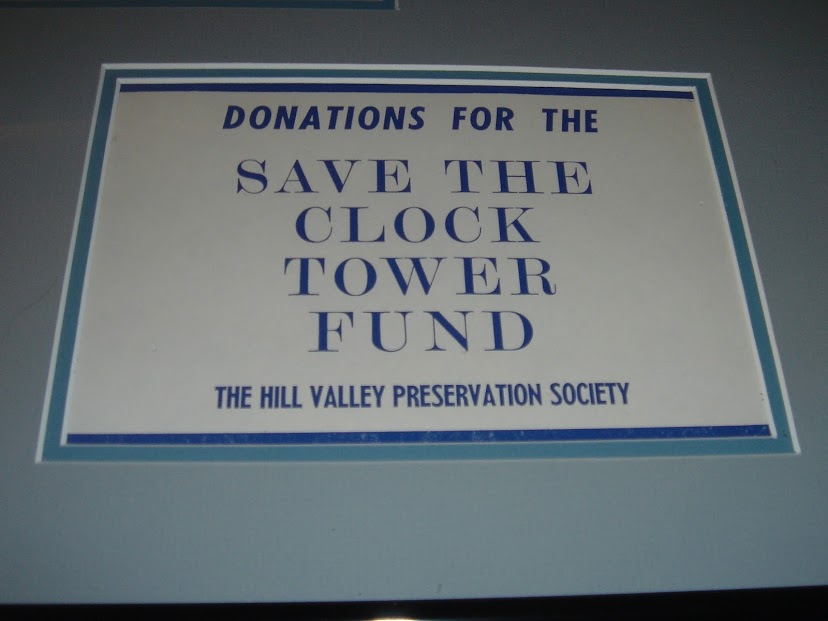 DONATIONS FOR THE
SAVE THE
CLOCK
TOWER
FUND
THE HILL VALLEY PRESERVATION SOCIETY